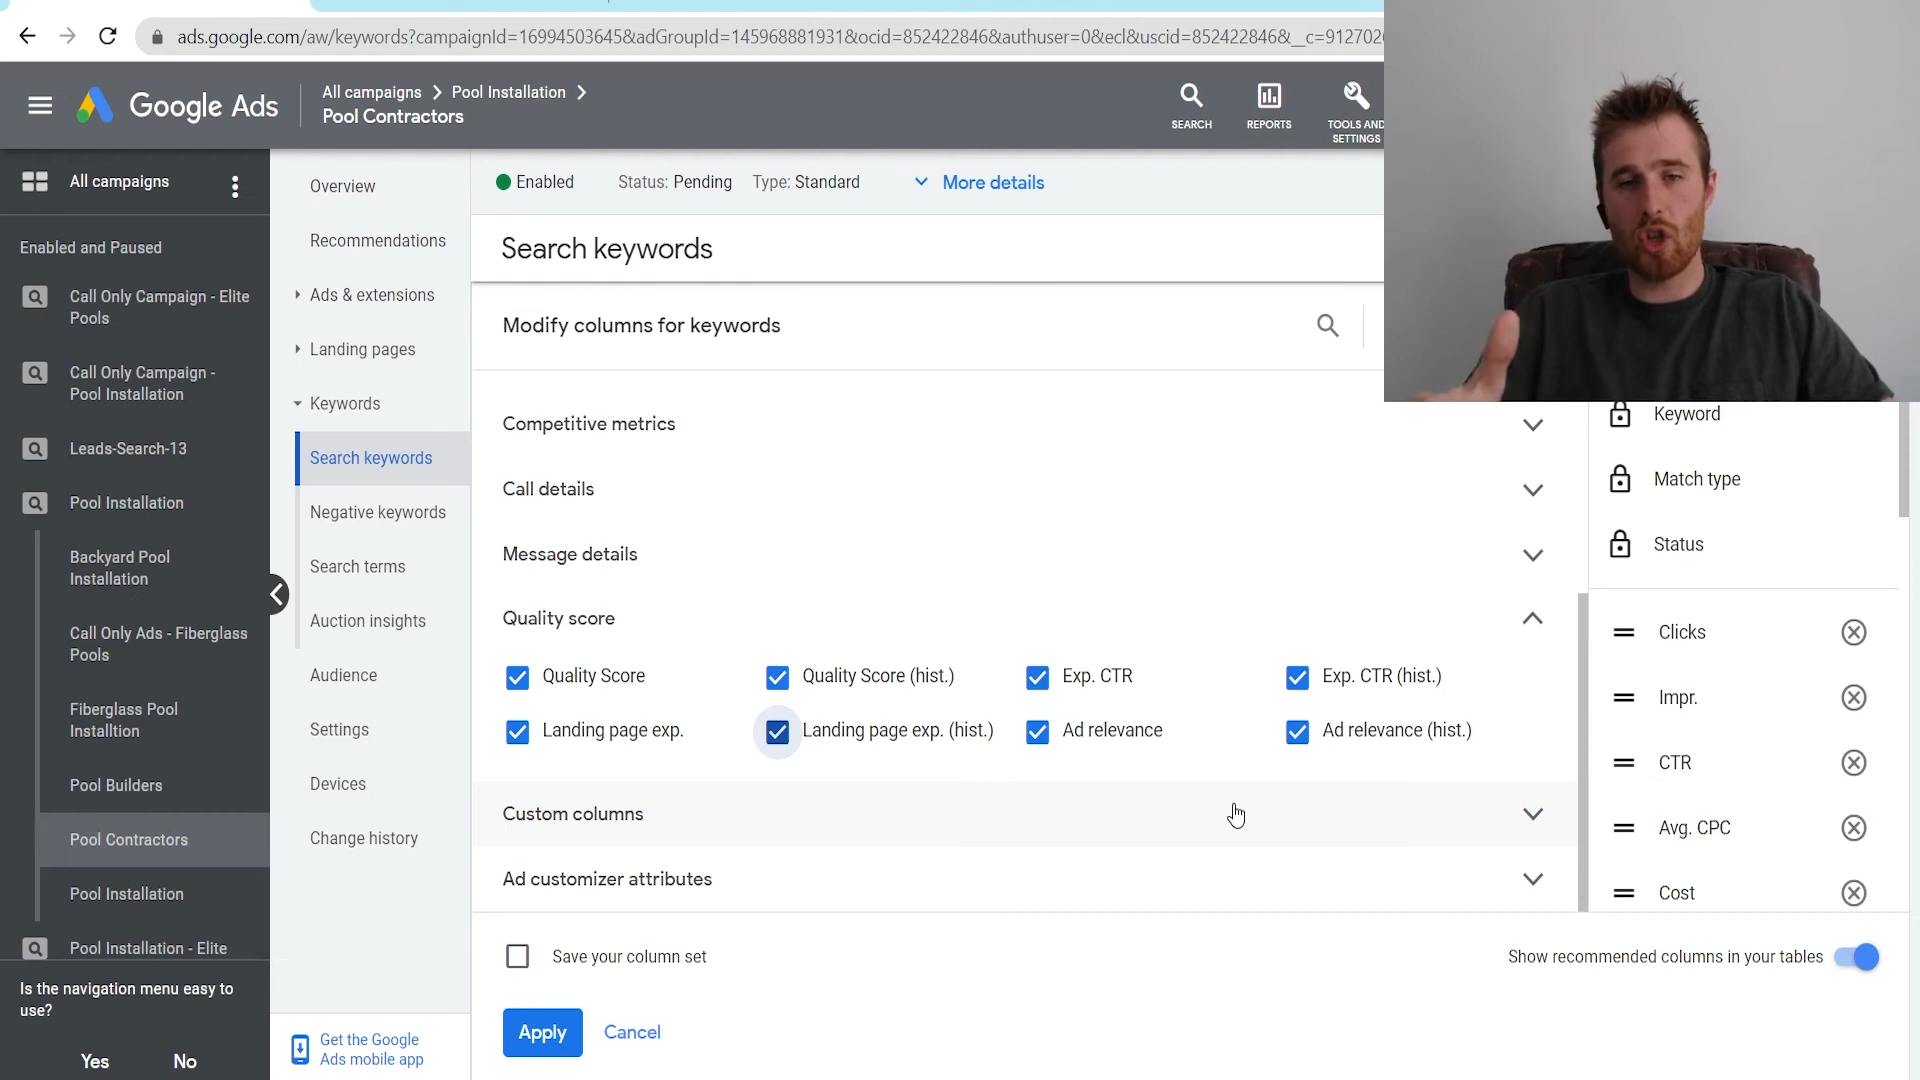 ads.google.com/aw/keywords?campaignId=16994503645&adGroupId=145968881931&ocid=852422846&authuser=0&ecl&uscid=852422846&__c=912702
Google Ads
All campaigns > Pool Installation >
Pool Contractors
SEARCH
REPORTS
TOOLS AND
SETTINGS
All campaigns
Enabled and Paused
Call Only Campaign - Elite
Pools
Call Only Campaign -
Pool Installation
Leads-Search-13
Pool Installation
Backyard Pool
Installation
Call Only Ads - Fiberglass
Pools
Fiberglass Pool
Installtion
Pool Builders
Pool Contractors
Pool Installation
Pool Installation - Elite
Is the navigation menu easy to
use?
Yes
No
Overview
Recommendations
Ads & extensions
Landing pages
Keywords
Search keywords
Negative keywords
Search terms
Auction insights
Audience
Settings
Devices
Change history
Get the Google
Ads mobile app
Enabled
Status: Pending
Type: Standard
More details
Search keywords
Modify columns for keywords
Competitive metrics
Call details
Message details
Quality score
Quality Score
Quality Score (hist.)
Exp. CTR
Exp. CTR (hist.)
Landing page exp.
Landing page exp. (hist.)
Ad relevance
Ad relevance (hist.)
Custom columns
Ad customizer attributes
Keyword
Match type
Status
Clicks
Impr.
CTR
Avg. CPC
Cost
Save your column set
Show recommended columns in your tables
Apply
Cancel